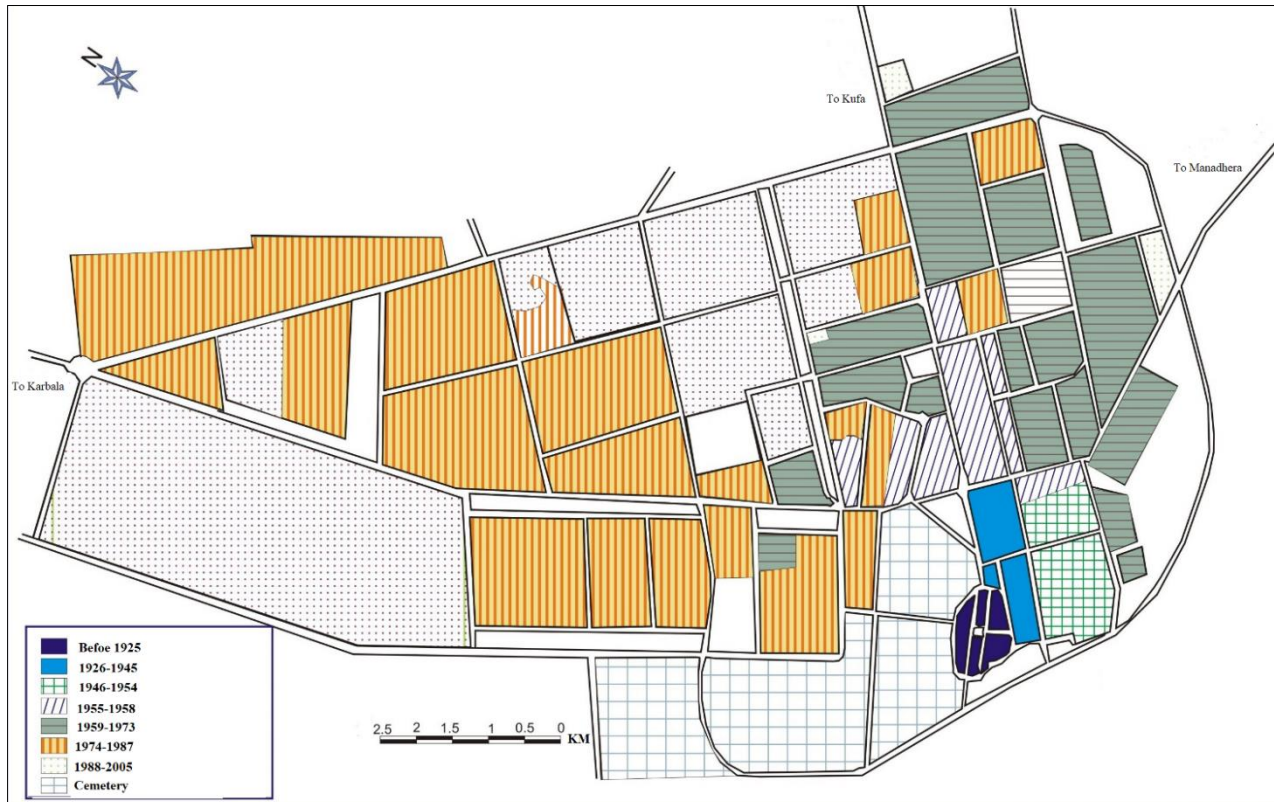 N
To Kufa
To Manadhera
To Karbala
Befoe 1925
1926-1945
1946-1954
1955-1958
1959-1973
1974-1987
1988-2005
Cemetery
2.5 2 1.5 1 0.5 0
KM